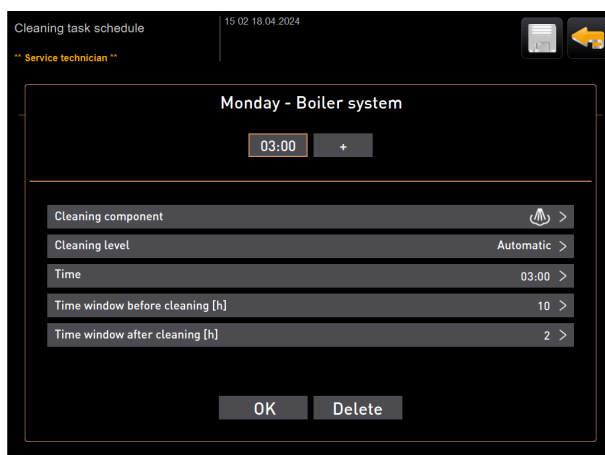 Cleaning task schedule
15 02 18.04.2024
** Service technician **
Monday - Boiler system
03:00 +
Cleaning component >
Cleaning level Automatic >
Time 03:00 >
Time window before cleaning [h] 10 >
Time window after cleaning [h] 2 >
OK Delete